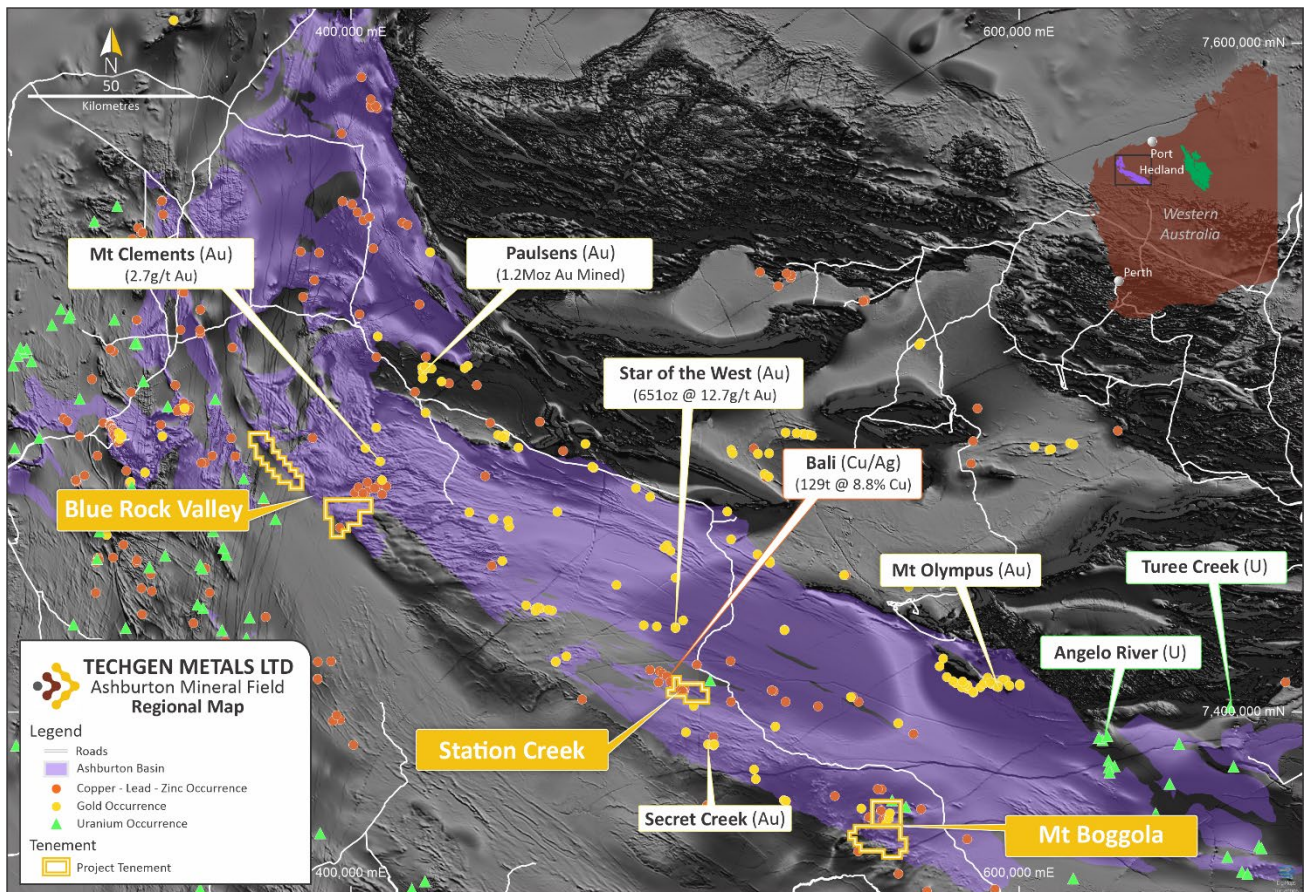 400,000 mE
600,000 mE
7,600,000 mN
N
50
Kilometres
Port
Hedland
Western
Australia
Perth
Mt Clements (Au)
(2.7g/t Au)
Paulsens (Au)
(1.2Moz Au Mined)
Star of the West (Au)
(651oz @ 12.7g/t Au)
Bali (Cu/Ag)
(129t @ 8.8% Cu)
Blue Rock Valley
Mt Olympus (Au)
Turee Creek (U)
Angelo River (U)
7,400,000 mN
Station Creek
Secret Creek (Au)
Mt Boggola
TECHGEN METALS LTD
Ashburton Mineral Field
Regional Map
Legend
Roads
Ashburton Basin
Copper - Lead - Zinc Occurrence
Gold Occurrence
Uranium Occurrence
Tenement
Project Tenement
400,000 mE
600,000 mE